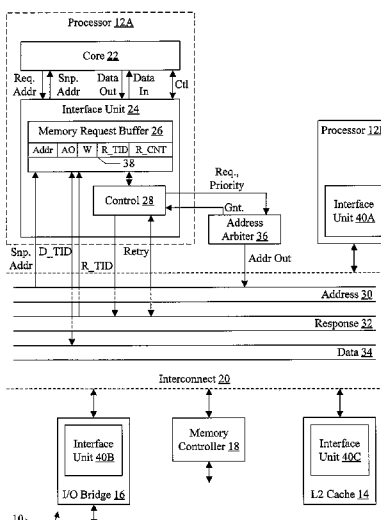 Processor 12A
Core 22
Req. Addr
Snp. Addr
Data Out
Data In
Ctl
Interface Unit 24
Memory Request Buffer 26
Addr AO W R_TID R_CNT
38
Control 28
Req., Priority
Gnt.
Address Arbiter 36
Processor 12
Interface Unit 40A
Snp. Addr
D_TID
R_TID
Retry
Addr Out
Address 30
Response 32
Data 34
Interconnect 20
Interface Unit 40B
I/O Bridge 16
Memory Controller 18
Interface Unit 40C
L2 Cache 14
10